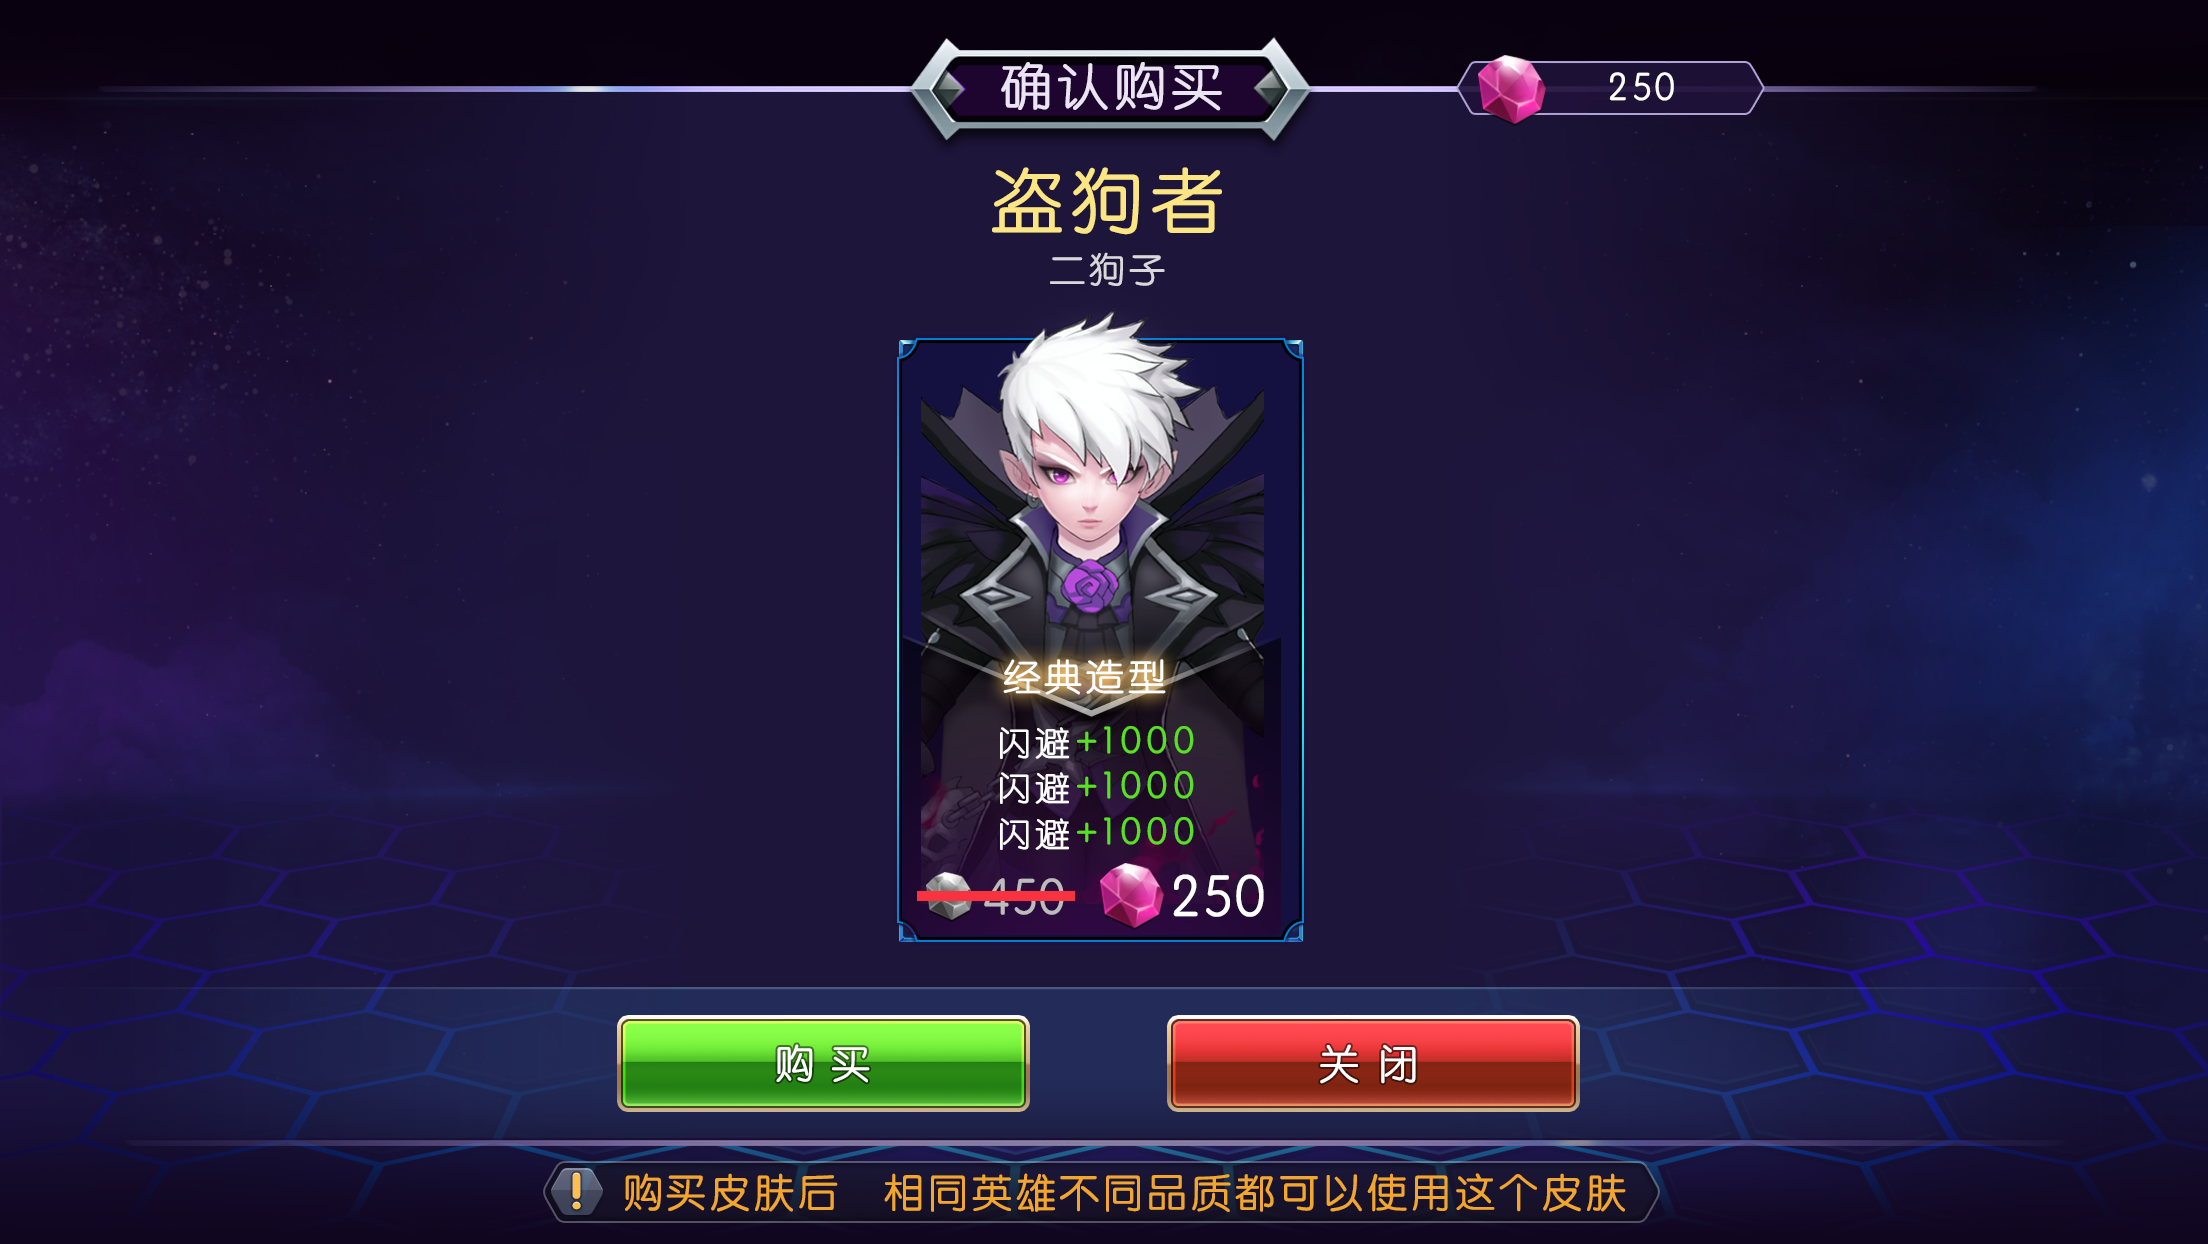 确认购买
250
盗狗者
二狗子
经典造型
闪避+1000
闪避+1000
闪避+1000
450 250
购买 关闭
购买皮肤后 相同英雄不同品质都可以使用这个皮肤